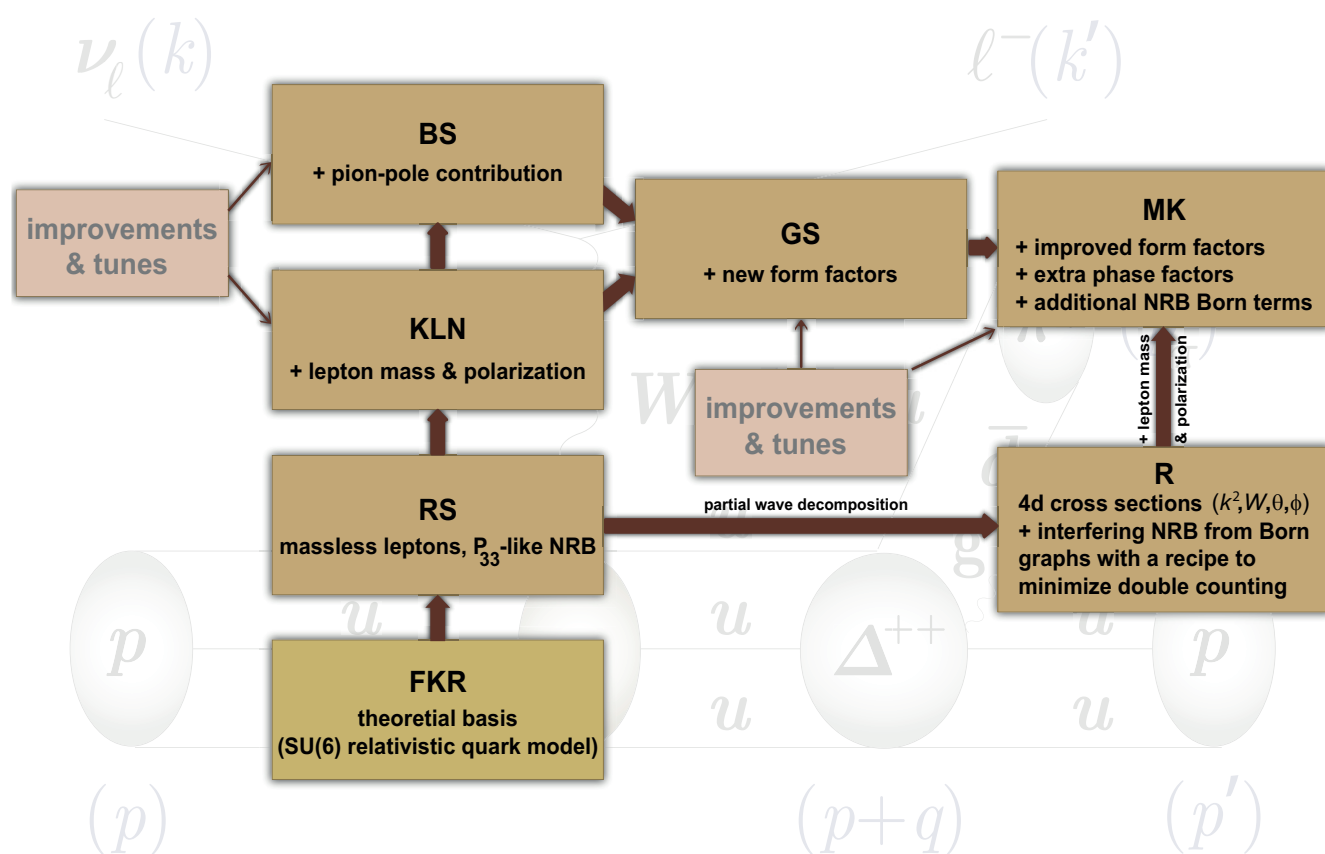 ν_ℓ(k)
ℓ⁻(k′)
BS
+ pion-pole contribution
improvements
& tunes
GS
+ new form factors
MK
+ improved form factors
+ extra phase factors
+ additional NRB Born terms
KLN
+ lepton mass & polarization
+ lepton mass
& polarization
W
improvements
& tunes
RS
massless leptons, P₃₃-like NRB
partial wave decomposition
R
4d cross sections (k²,W,θ,ϕ)
+ interfering NRB from Born
graphs with a recipe to
minimize double counting
p
u
u
Δ⁺⁺
u
p
FKR
theoretial basis
(SU(6) relativistic quark model)
u
u
(p)
(p+q)
(p′)